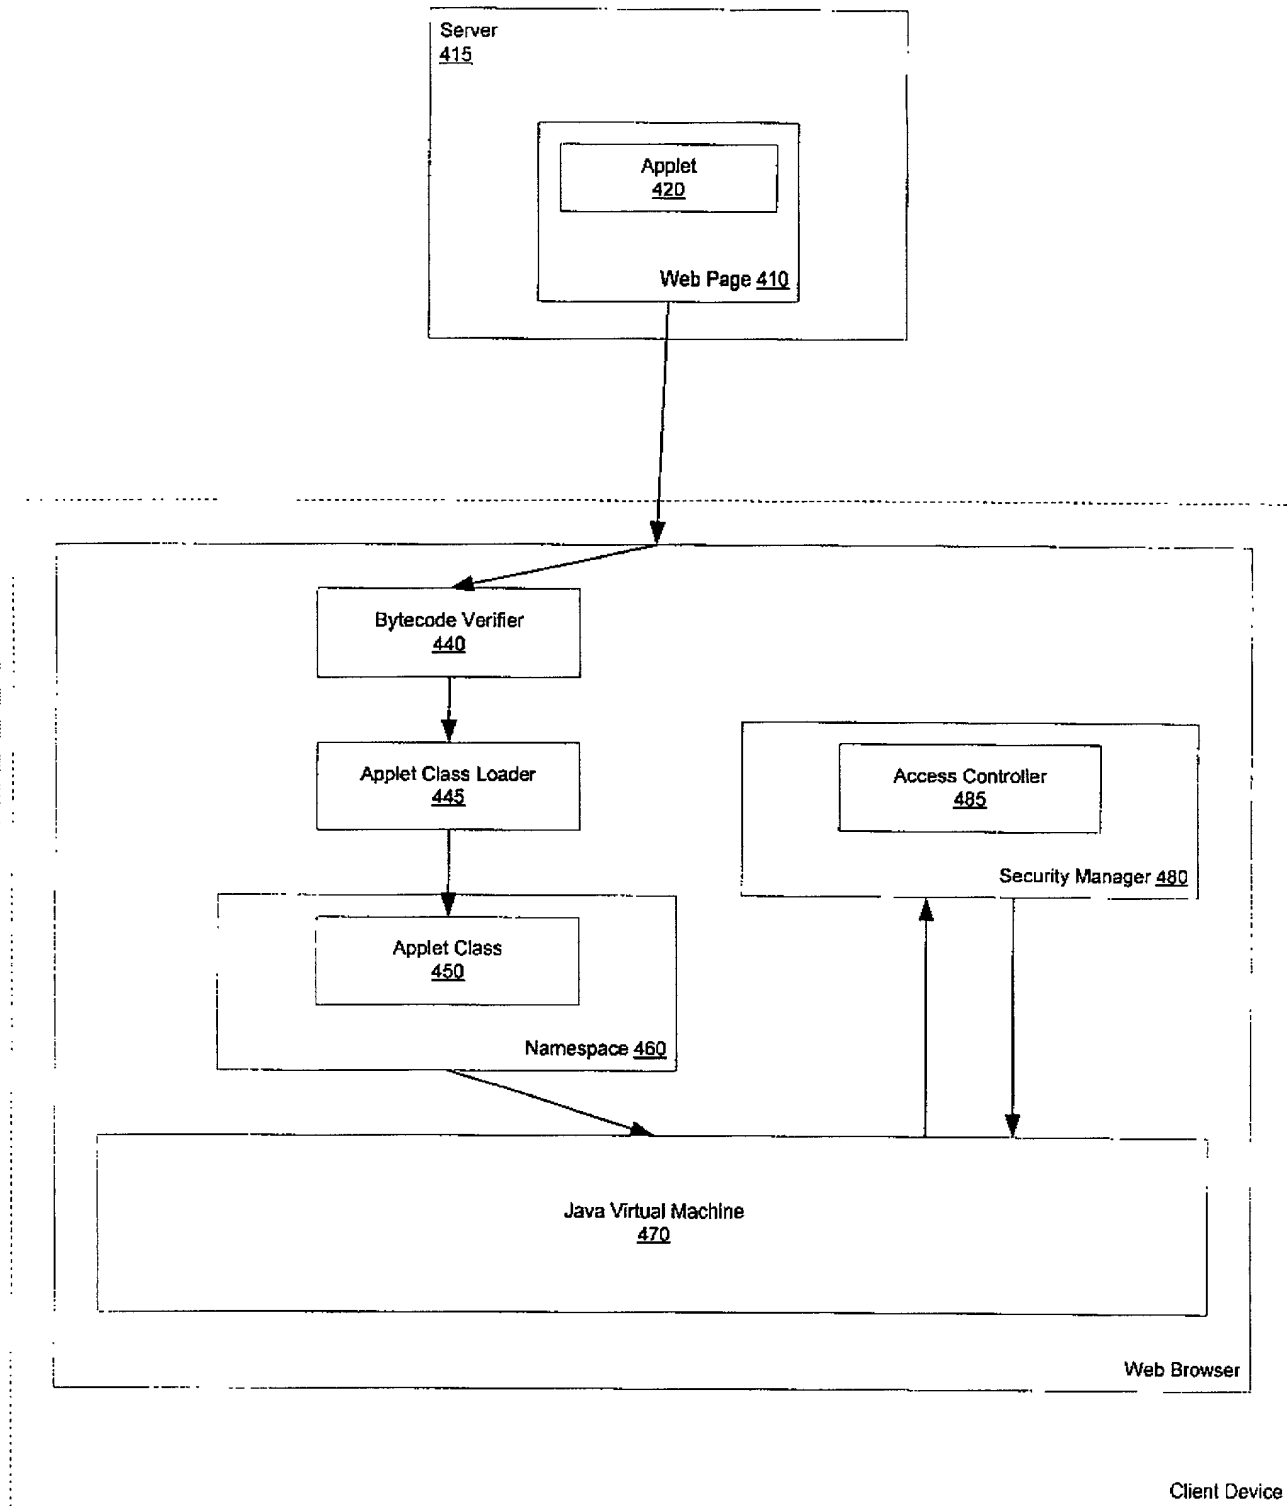 Server
415
Applet
420
Web Page 410
Bytecode Verifier
440
Applet Class Loader
445
Access Controller
485
Security Manager 480
Applet Class
450
Namespace 460
Java Virtual Machine
470
Web Browser
Client Device